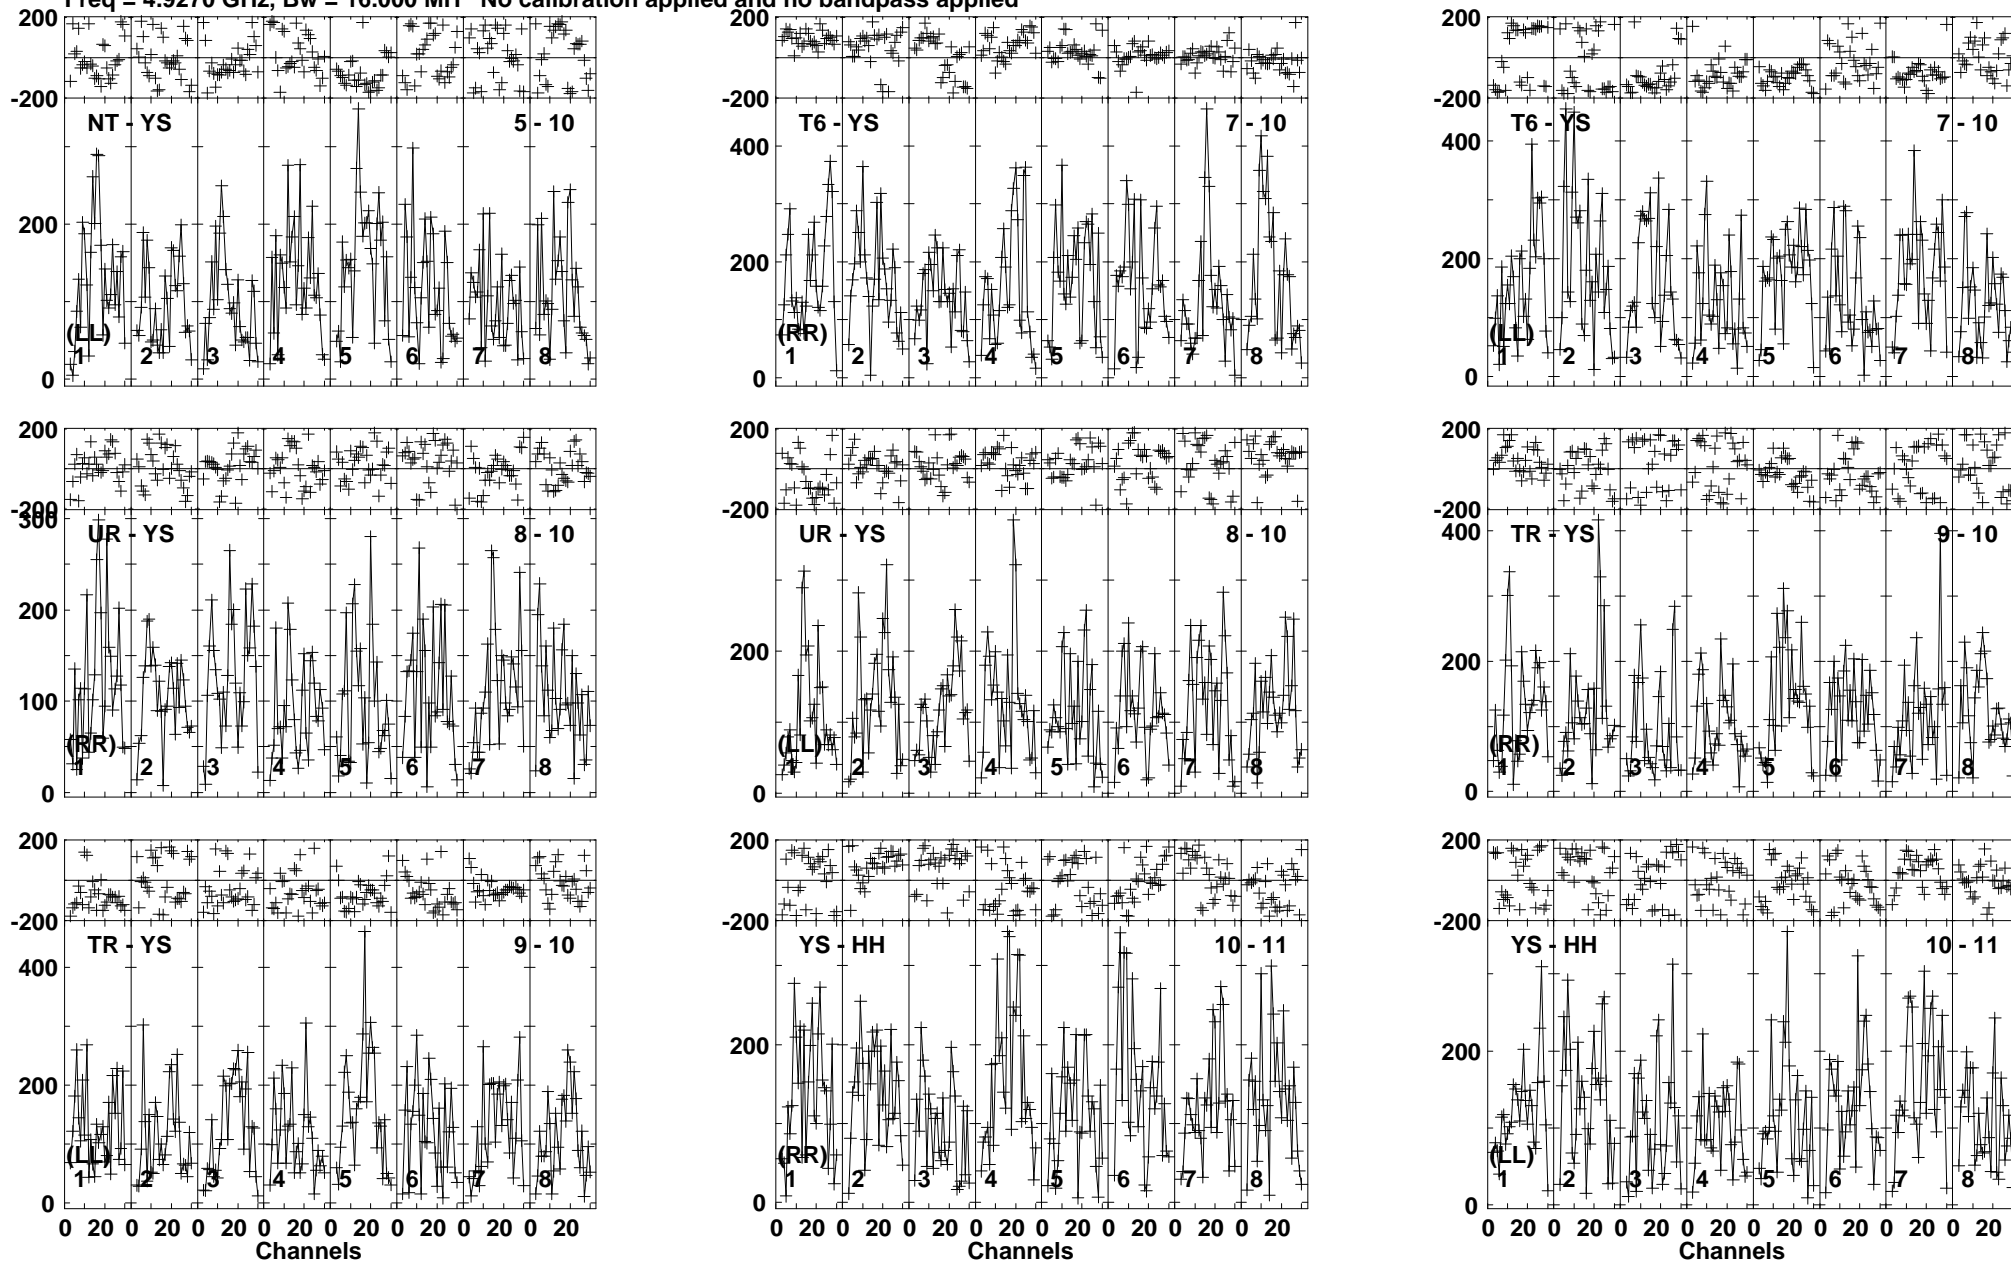 Freq = 4.9270 GHz, Bw = 16.000 MH No calibration applied and no bandpass applied
200 200 200
-200 -200 -200
NT - YS 5 - 10 T6 - YS 7 - 10 T6 - YS 7 - 10
400 400
200 200 200
(LL) (RR) (LL)
1 2 3 4 5 6 7 8 1 2 3 4 5 6 7 8 1 2 3 4 5 6 7 8
0 0 0
200 200 200
-200 -200 -200
300 400
UR - YS 8 - 10 UR - YS 8 - 10 TR - YS 9 - 10
200 200 200
100
(RR) (LL) (RR)
1 2 3 4 5 6 7 8 1 2 3 4 5 6 7 8 1 2 3 4 5 6 7 8
0 0 0
200 200 200
-200 -200 -200
TR - YS 9 - 10 YS - HH 10 - 11 YS - HH 10 - 11
400
200 200 200
(LL) (RR) (LL)
1 2 3 4 5 6 7 8 1 2 3 4 5 6 7 8 1 2 3 4 5 6 7 8
0 0 0
0 20 0 20 0 20 0 20 0 20 0 20 0 20 0 20 0 20 0 20 0 20 0 20 0 20 0 20 0 20 0 20 0 20 0 20 0 20 0 20 0 20 0 20 0 20 0 20
Channels Channels Channels